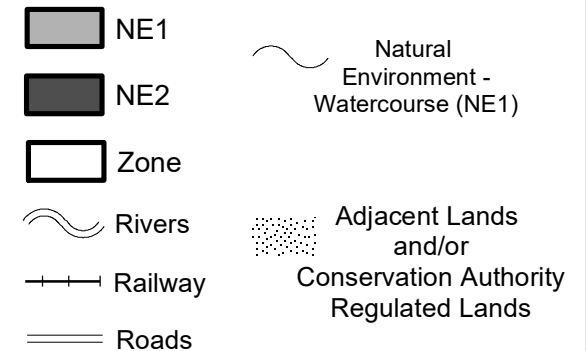 NE1
NE2
Zone
Rivers
Railway
Roads
Natural
Environment -
Watercourse (NE1)
Adjacent Lands
and/or
Conservation Authority
Regulated Lands